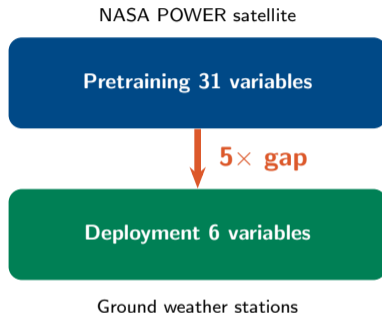 NASA POWER satellite
Pretraining 31 variables
5× gap
Deployment 6 variables
Ground weather stations